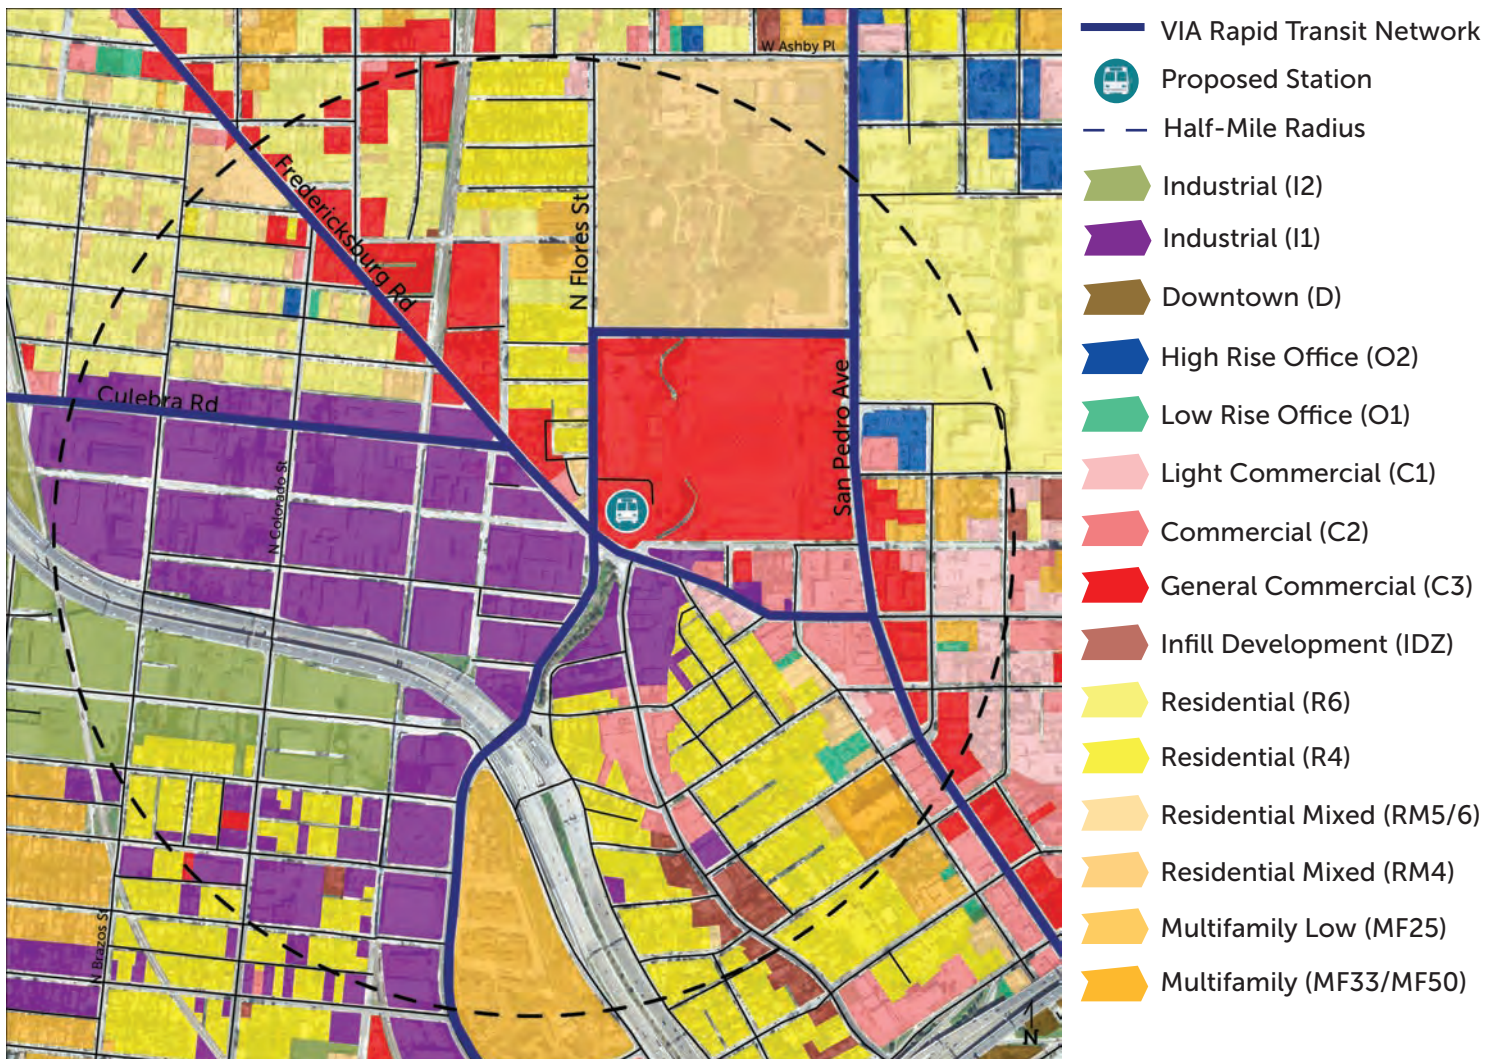 W Ashby Pl
Fredericksburg Rd
N Flores St
San Pedro Ave
Culebra Rd
N Colorado St
N Brazos St
N
VIA Rapid Transit Network
Proposed Station
Half-Mile Radius
Industrial (I2)
Industrial (I1)
Downtown (D)
High Rise Office (O2)
Low Rise Office (O1)
Light Commercial (C1)
Commercial (C2)
General Commercial (C3)
Infill Development (IDZ)
Residential (R6)
Residential (R4)
Residential Mixed (RM5/6)
Residential Mixed (RM4)
Multifamily Low (MF25)
Multifamily (MF33/MF50)